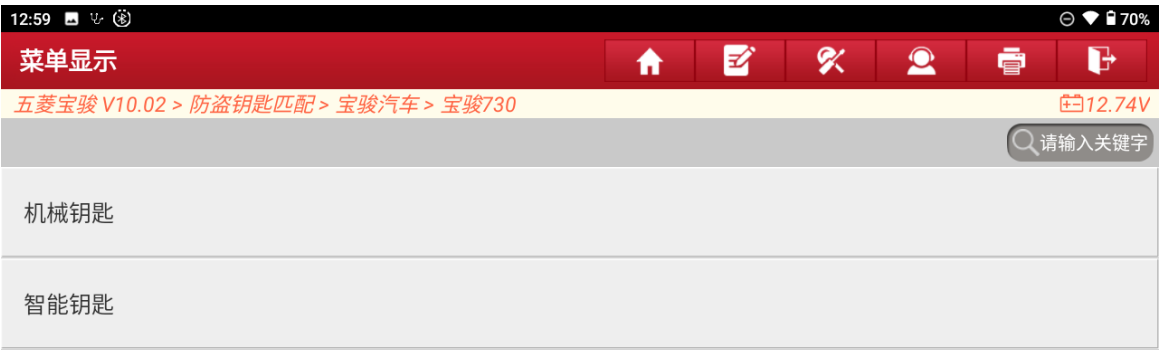 12:59 70%
菜单显示
五菱宝骏 V10.02 > 防盗钥匙匹配 > 宝骏汽车 > 宝骏730 12.74V
请输入关键字
机械钥匙
智能钥匙